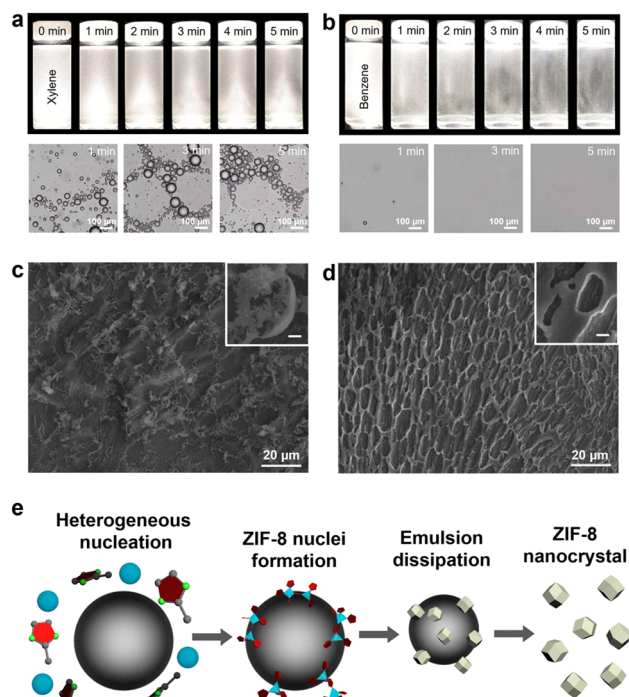 a
0 min
1 min
2 min
3 min
4 min
5 min
Xylene
1 min
3 min
5 min
100 μm
100 μm
100 μm
b
0 min
1 min
2 min
3 min
4 min
5 min
Benzene
1 min
3 min
5 min
100 μm
100 μm
100 μm
c
20 μm
d
20 μm
e
Heterogeneous
nucleation
ZIF-8 nuclei
formation
Emulsion
dissipation
ZIF-8
nanocrystal